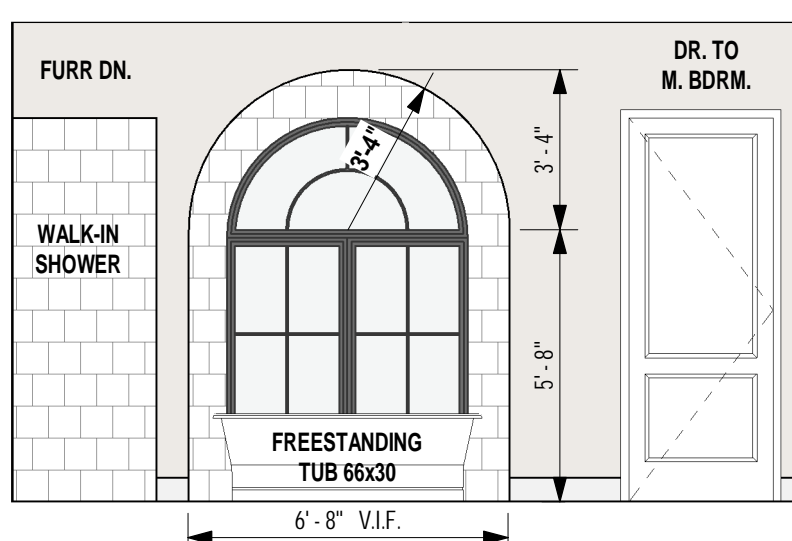 FURR DN.
DR. TO
M. BDRM.
3'-4"
3' - 4"
WALK-IN
SHOWER
5' - 8"
FREESTANDING
TUB 66x30
6' - 8" V.I.F.